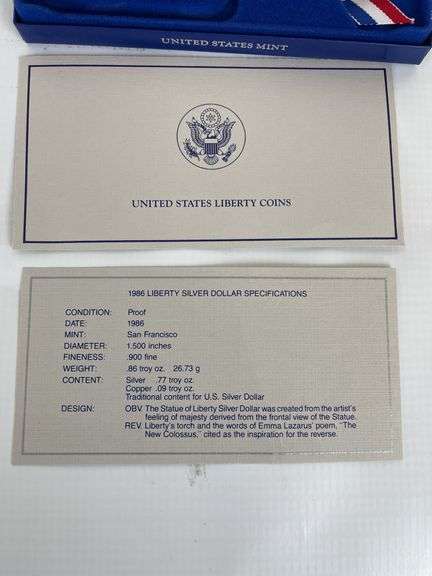 UNITED STATES MINT
UNITED STATES LIBERTY COINS
1986 LIBERTY SILVER DOLLAR SPECIFICATIONS
CONDITION: Proof
DATE: 1986
MINT: San Francisco
DIAMETER: 1.500 inches
FINENESS: .900 fine
WEIGHT: .86 troy oz. 26.73 g
CONTENT: Silver .77 troy oz.
Copper .09 troy oz.
Traditional content for U.S. Silver Dollar
DESIGN: OBV. The Statue of Liberty Silver Dollar was created from the artist's
feeling of majesty derived from the frontal view of the Statue.
REV. Liberty's torch and the words of Emma Lazarus' poem, "The
New Colossus," cited as the inspiration for the reverse.